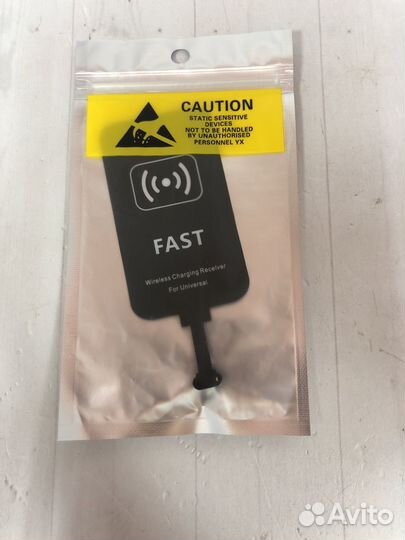 CAUTION
STATIC SENSITIVE
DEVICES
NOT TO BE HANDLED
BY UNAUTHORISED
PERSONNEL YX
FAST
Wireless Charging Receiver
For Universal
Avito